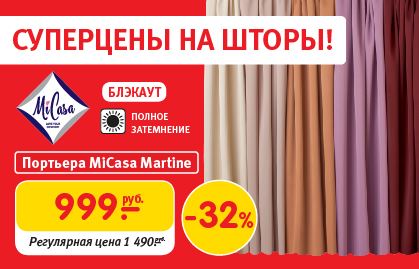 СУПЕРЦЕНЫ НА ШТОРЫ!
MiCasa
БЛЭКАУТ
ПОЛНОЕ
ЗАТЕМНЕНИЕ
Портьера MiCasa Martine
999.- руб.
-32%
Регулярная цена 1 490 руб.